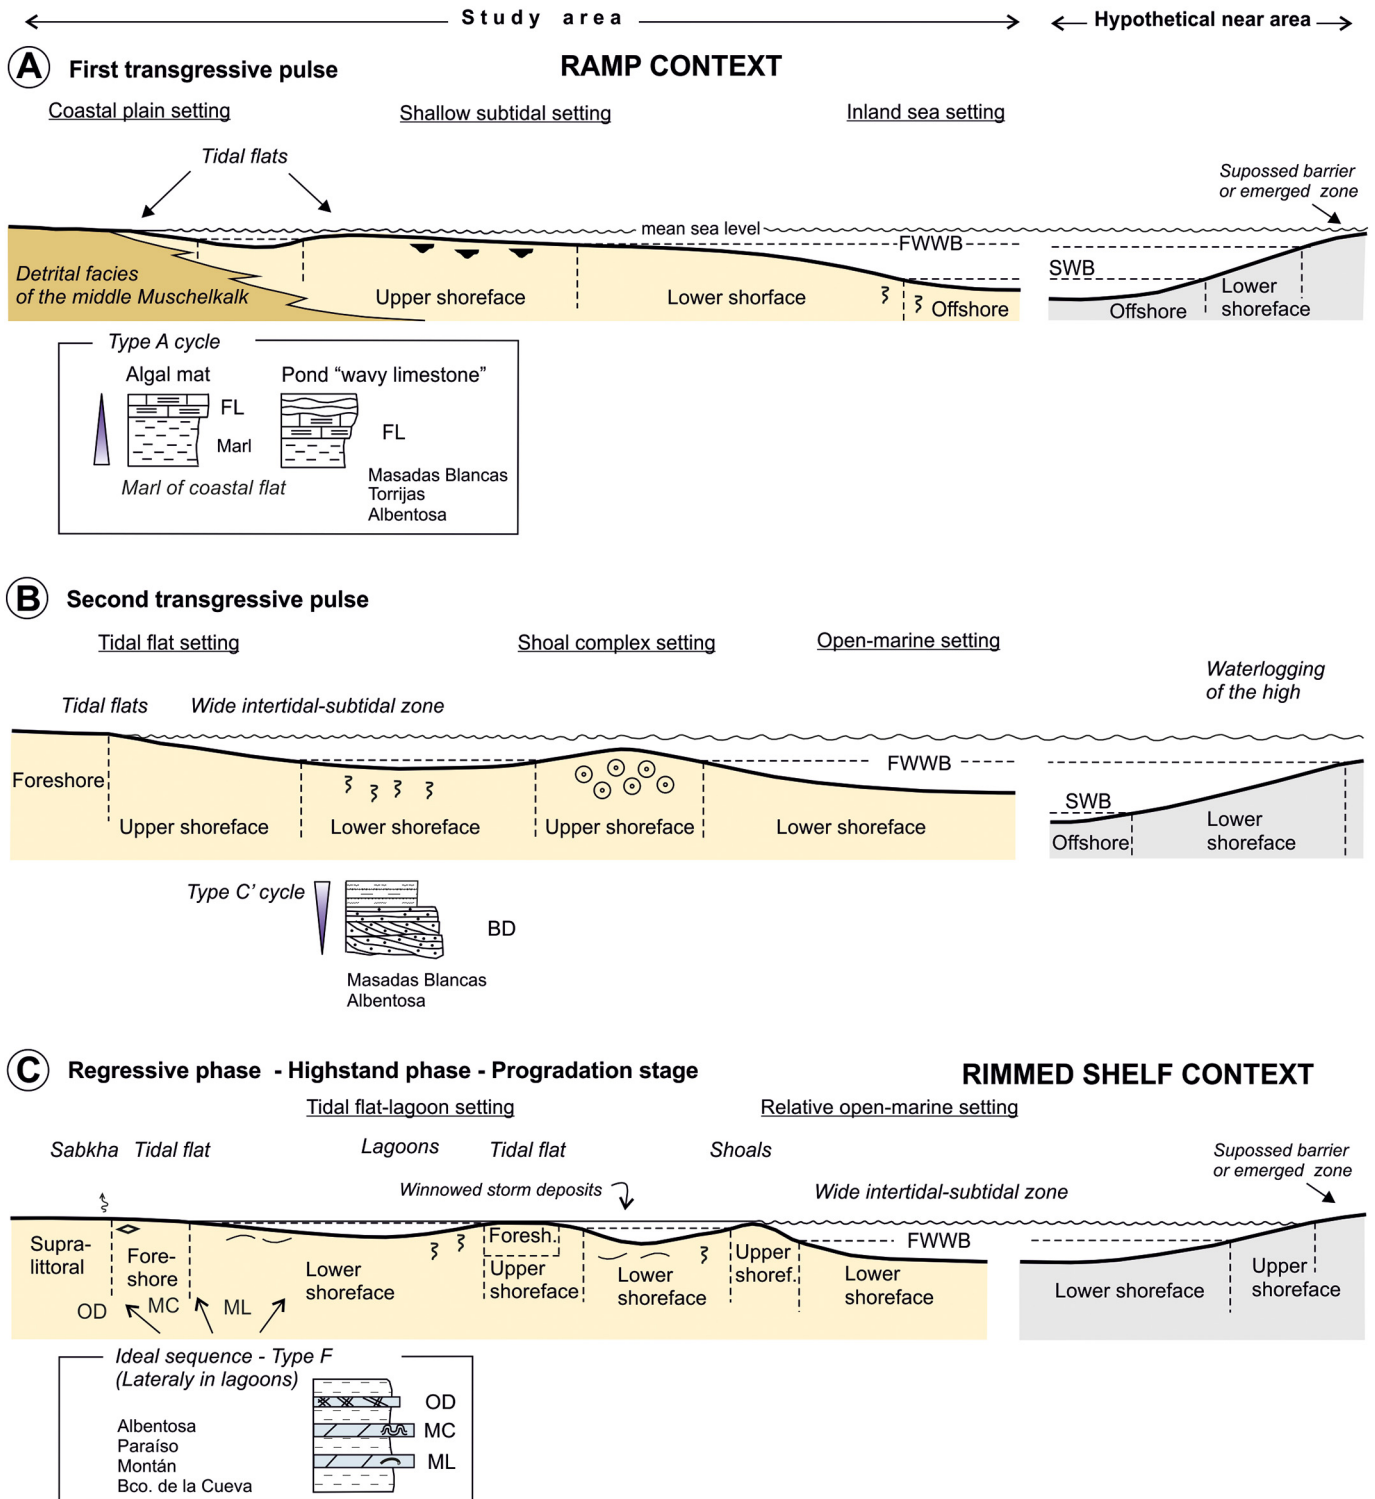 Study area
Hypothetical near area
A First transgressive pulse
RAMP CONTEXT
Coastal plain setting
Shallow subtidal setting
Inland sea setting
Tidal flats
Supossed barrier
or emerged zone
mean sea level
FWWB
SWB
Detrital facies
of the middle Muschelkalk
Upper shoreface
Lower shorface
Offshore
Offshore
Lower
shoreface
Type A cycle
Algal mat
Pond “wavy limestone”
FL
Marl
FL
Marl of coastal flat
Masadas Blancas
Torrijas
Albentosa
B Second transgressive pulse
Tidal flat setting
Shoal complex setting
Open-marine setting
Waterlogging
of the high
Tidal flats
Wide intertidal-subtidal zone
FWWB
SWB
Foreshore
Upper shoreface
Lower shoreface
Upper shoreface
Lower shoreface
Offshore
Lower
shoreface
Type C’ cycle
BD
Masadas Blancas
Albentosa
C Regressive phase - Highstand phase - Progradation stage
RIMMED SHELF CONTEXT
Tidal flat-lagoon setting
Relative open-marine setting
Sabkha
Tidal flat
Lagoons
Tidal flat
Shoals
Supossed barrier
or emerged zone
Winnowed storm deposits
Wide intertidal-subtidal zone
FWWB
Supra-
littoral
Fore-
shore
Lower
shoreface
Foresh.
Upper
shoreface
Lower
shoreface
Upper
shoref.
Lower
shoreface
Lower shoreface
Upper
shoreface
OD
MC
ML
Ideal sequence - Type F
(Lateraly in lagoons)
OD
MC
ML
Albentosa
Paraíso
Montán
Bco. de la Cueva